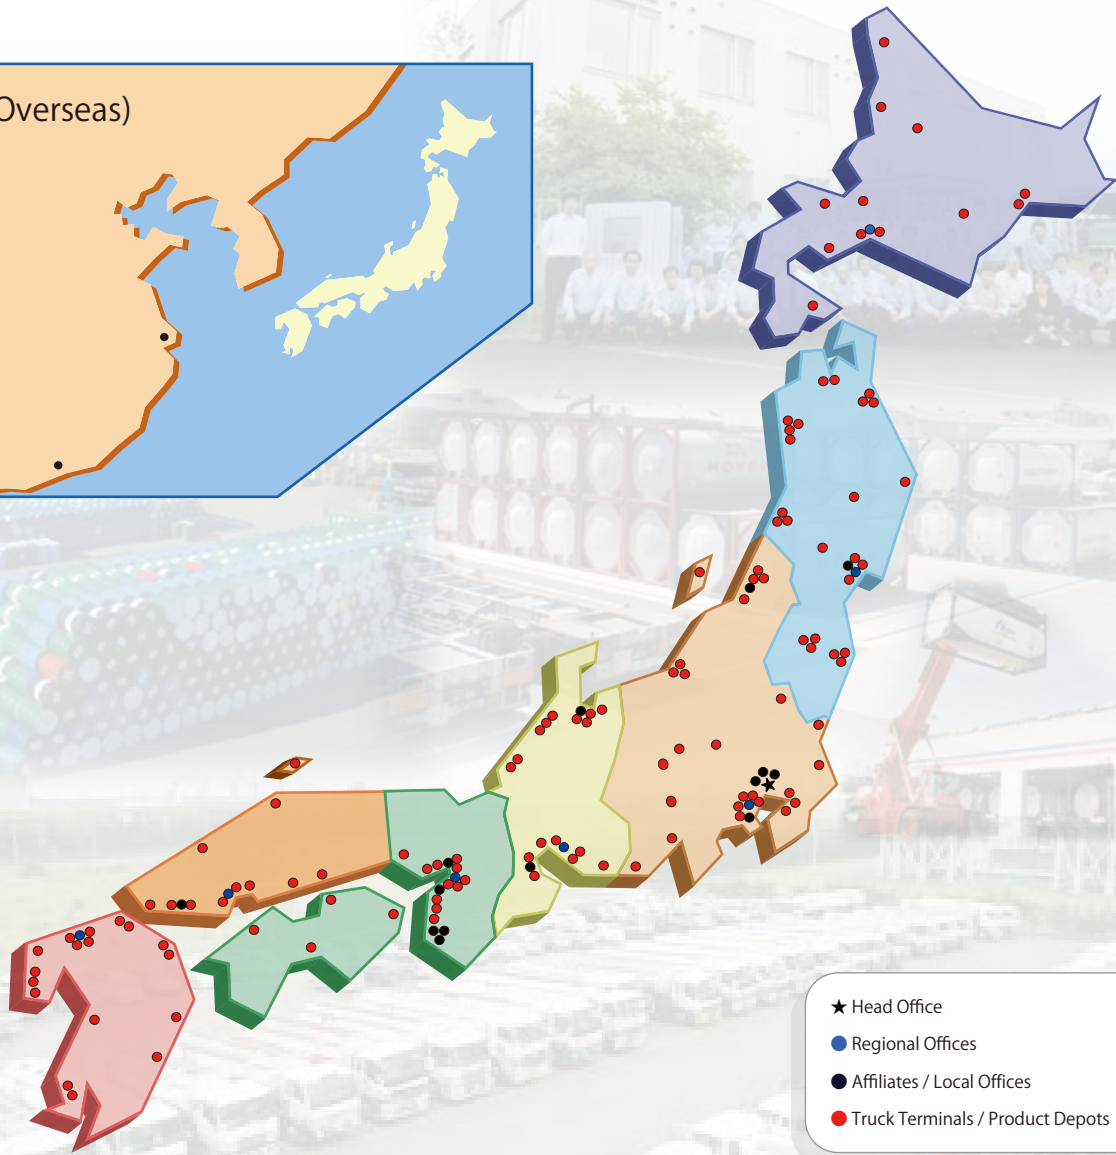 Overseas)
★ Head Office
Regional Offices
Affiliates / Local Offices
Truck Terminals / Product Depots